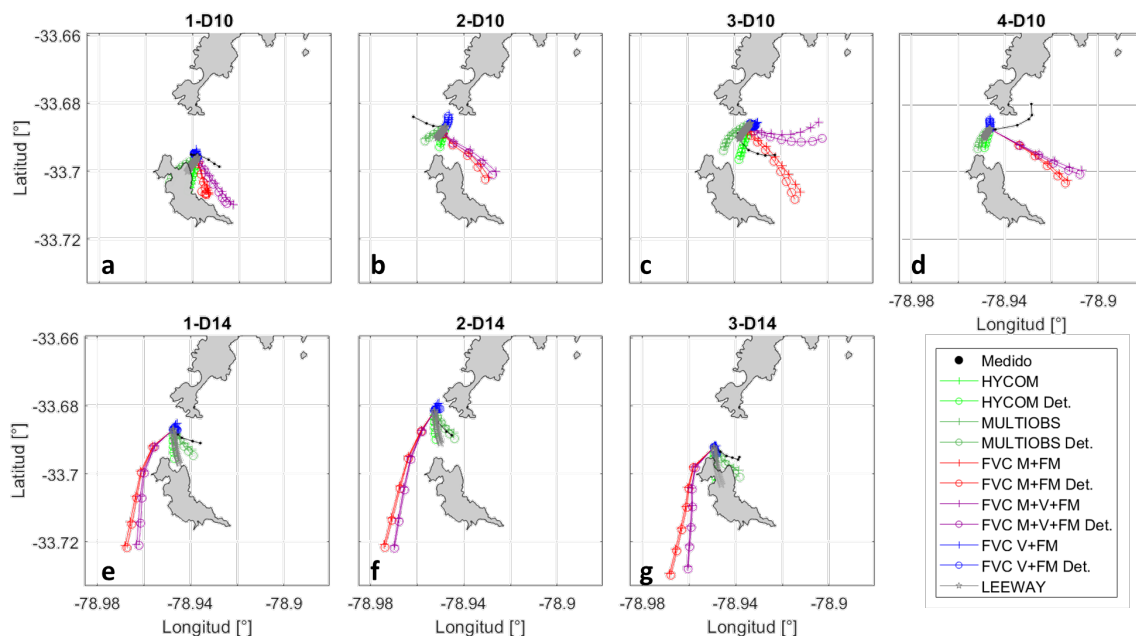 1-D10
2-D10
3-D10
4-D10
-33.66
-33.68
-33.7
-33.72
Latitud [°]
a
b
c
d
-78.98
-78.94
-78.9
Longitud [°]
1-D14
2-D14
3-D14
-33.66
-33.68
-33.7
-33.72
Latitud [°]
e
f
g
-78.98
-78.94
-78.9
-78.98
-78.94
-78.9
-78.98
-78.94
-78.9
Longitud [°]
Longitud [°]
Longitud [°]
Medido
HYCOM
HYCOM Det.
MULTIOBS
MULTIOBS Det.
FVC M+FM
FVC M+FM Det.
FVC M+V+FM
FVC M+V+FM Det.
FVC V+FM
FVC V+FM Det.
LEEWAY